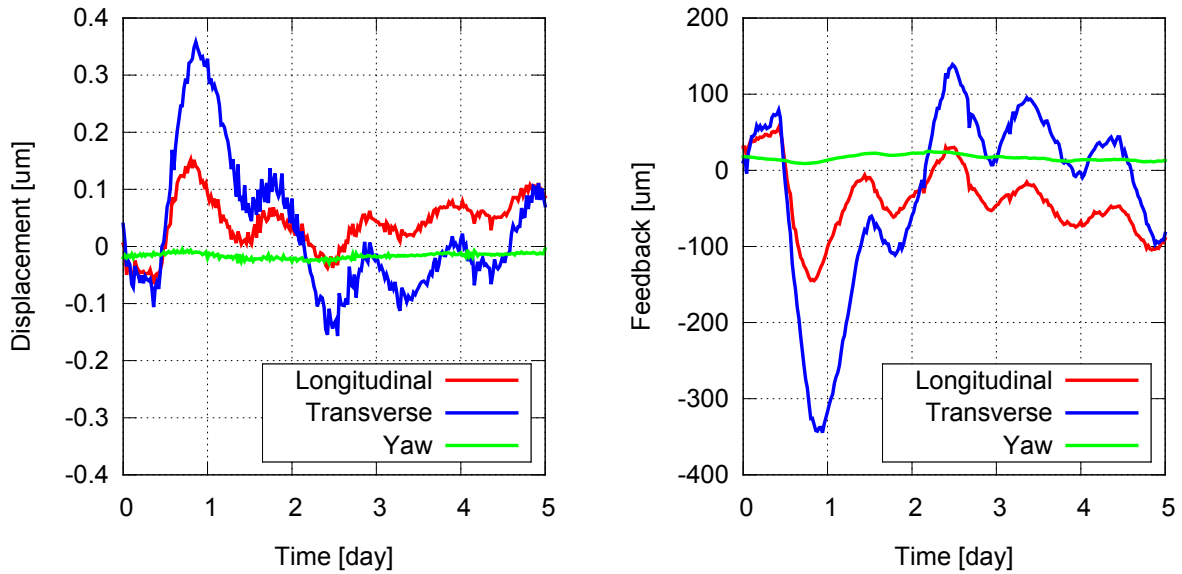 Displacement [um]
0.4
0.3
0.2
0.1
0
-0.1
-0.2
-0.3
-0.4
Longitudinal
Transverse
Yaw
0 1 2 3 4 5
Time [day]
Feedback [um]
200
100
0
-100
-200
-300
-400
Longitudinal
Transverse
Yaw
0 1 2 3 4 5
Time [day]